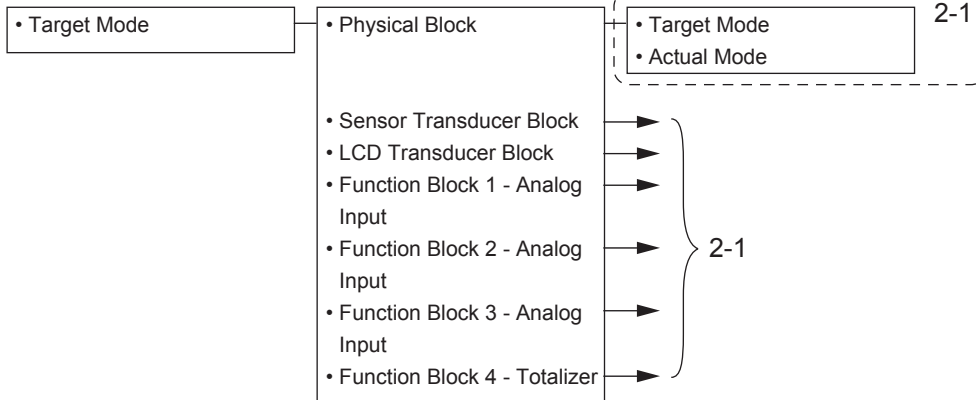 • Target Mode
• Physical Block
• Sensor Transducer Block
• LCD Transducer Block
• Function Block 1 - Analog
Input
• Function Block 2 - Analog
Input
• Function Block 3 - Analog
Input
• Function Block 4 - Totalizer
• Target Mode
• Actual Mode
2-1
2-1